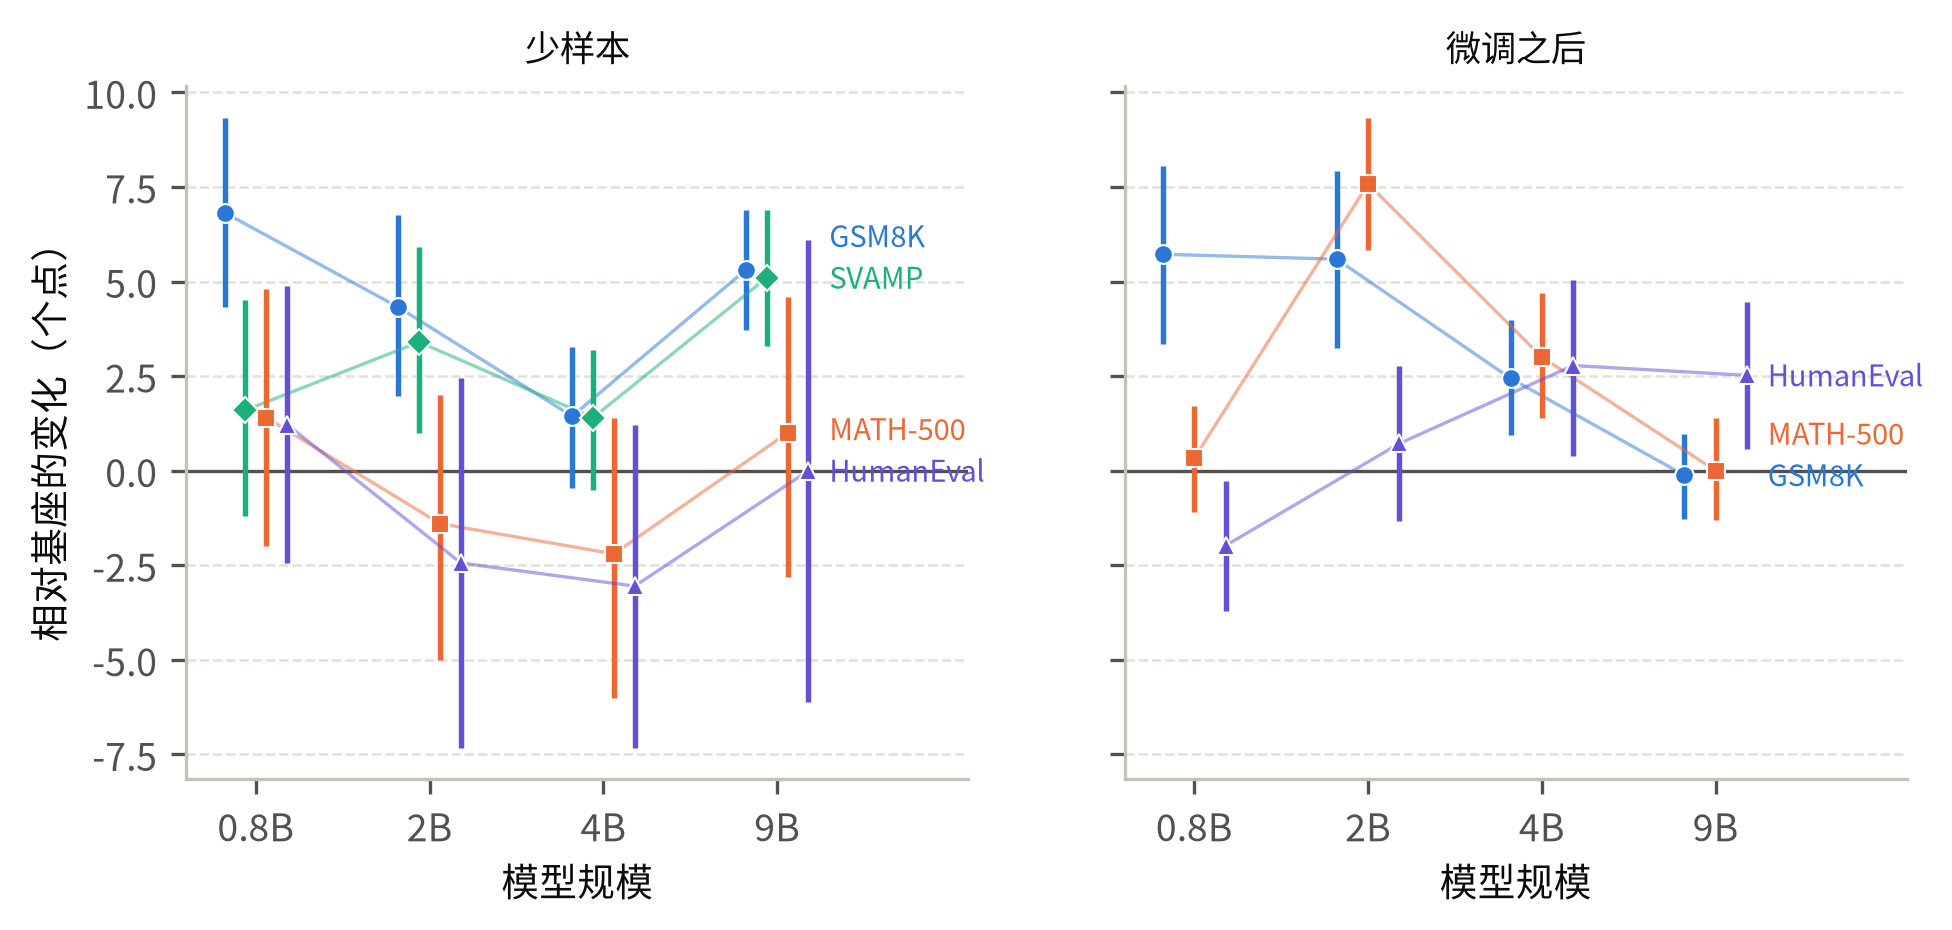 少样本
微调之后
相对基座的变化（个点）
10.0
7.5
5.0
2.5
0.0
-2.5
-5.0
-7.5
GSM8K
SVAMP
MATH-500
HumanEval
0.8B
2B
4B
9B
模型规模
HumanEval
MATH-500
GSM8K
0.8B
2B
4B
9B
模型规模